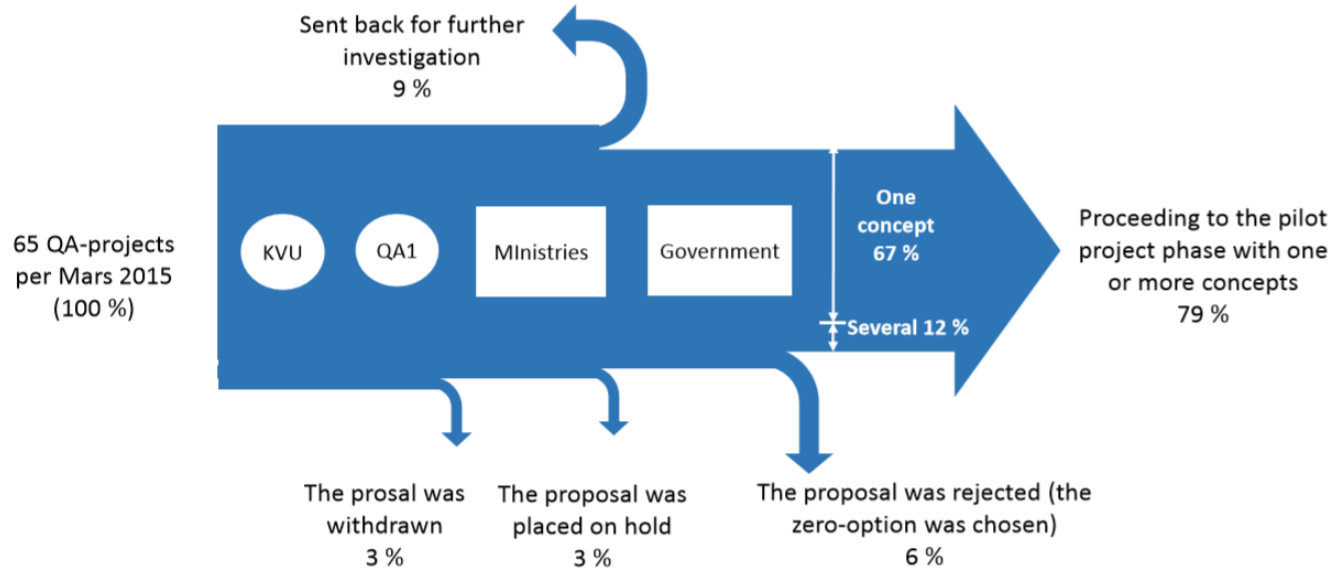 Sent back for further
investigation
9 %
65 QA-projects
per Mars 2015
(100 %)
KVU
QA1
MInistries
Government
One
concept
67 %
Several 12 %
Proceeding to the pilot
project phase with one
or more concepts
79 %
The prosal was
withdrawn
3 %
The proposal was
placed on hold
3 %
The proposal was rejected (the
zero-option was chosen)
6 %